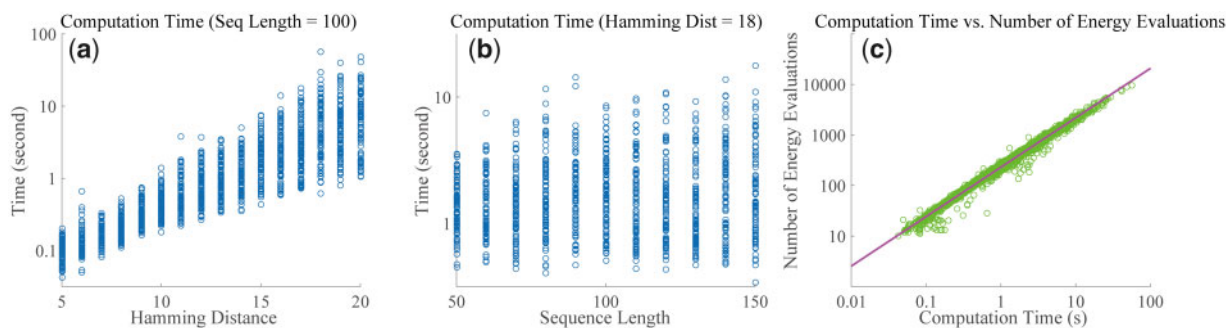 Computation Time (Seq Length = 100)
(a)
100
10
1
0.1
Time (second)
5 10 15 20
Hamming Distance
Computation Time (Hamming Dist = 18)
(b)
10
1
Time (second)
50 100 150
Sequence Length
Computation Time vs. Number of Energy Evaluations
(c)
10000
1000
100
10
Number of Energy Evaluations
0.01 0.1 1 10 100
Computation Time (s)